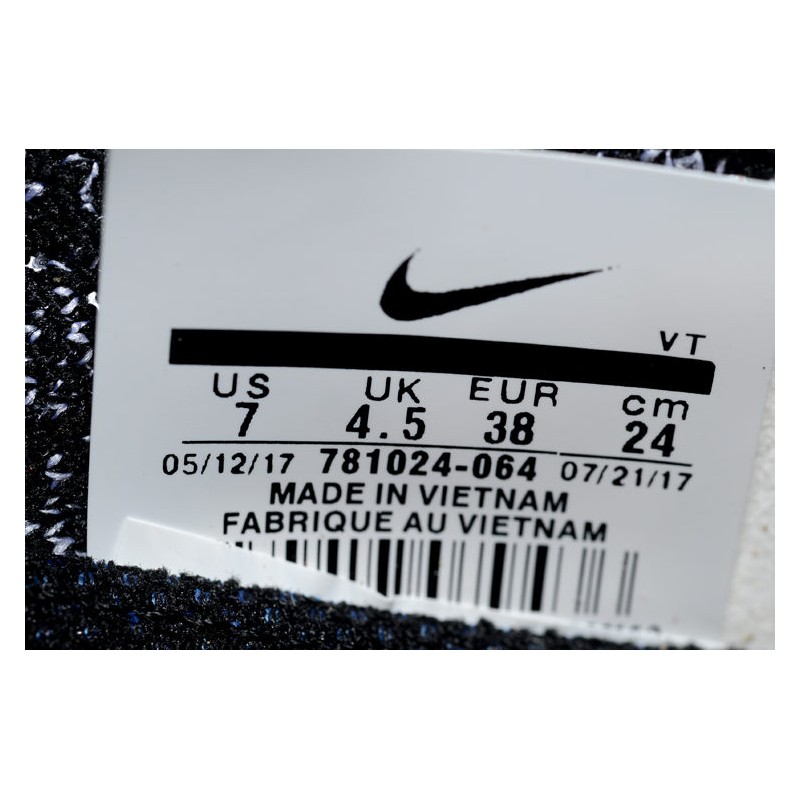 VT
US UK EUR cm
7 4.5 38 24
05/12/17 781024-064 07/21/17
MADE IN VIETNAM
FABRIQUE AU VIETNAM